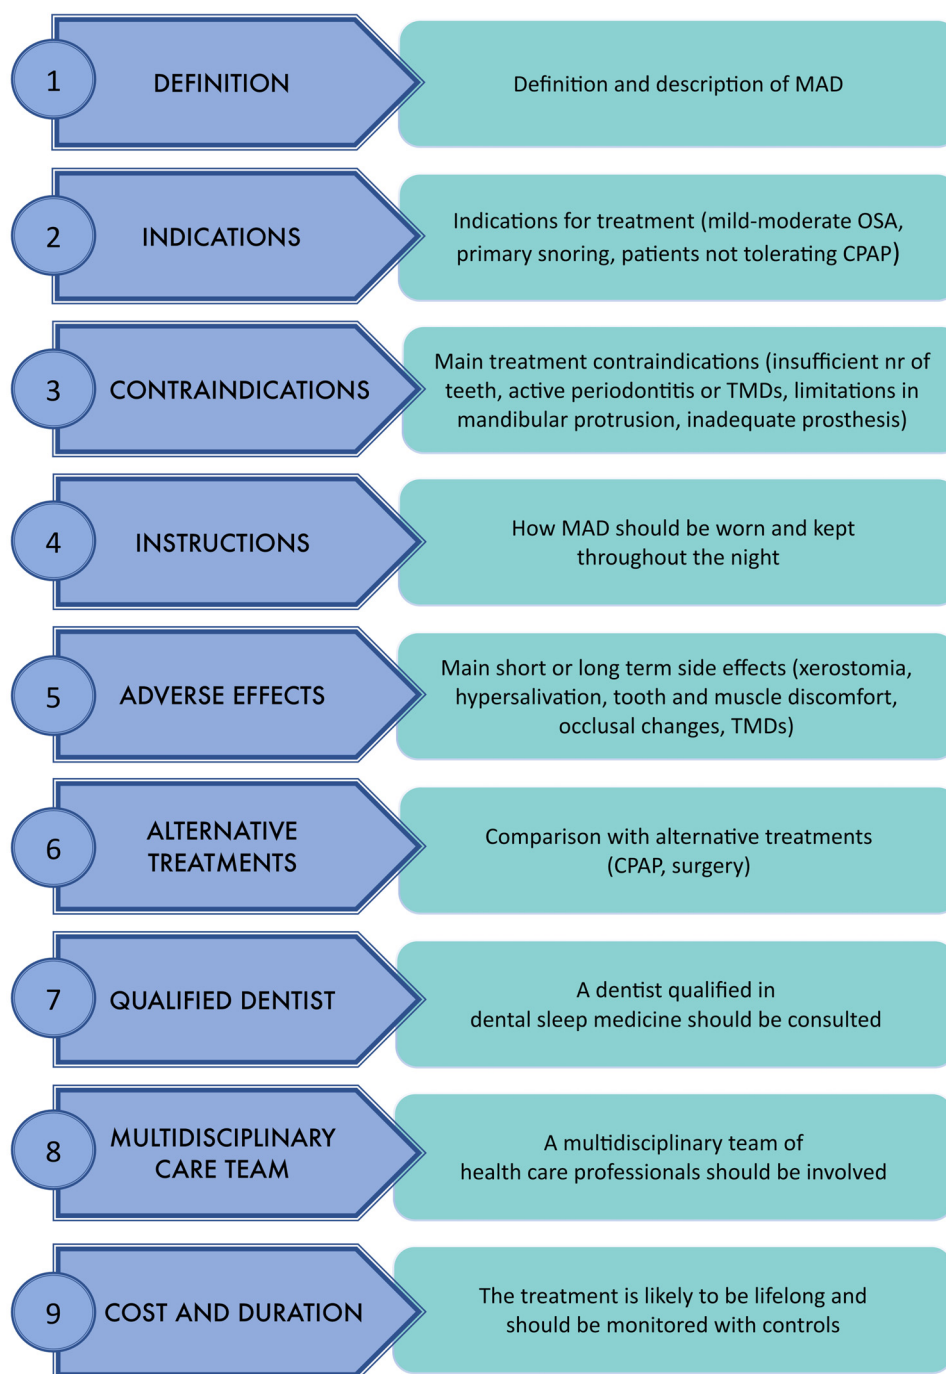 1
DEFINITION
Definition and description of MAD
2
INDICATIONS
Indications for treatment (mild-moderate OSA,
primary snoring, patients not tolerating CPAP)
3
CONTRAINDICATIONS
Main treatment contraindications (insufficient nr of
teeth, active periodontitis or TMDs, limitations in
mandibular protrusion, inadequate prosthesis)
4
INSTRUCTIONS
How MAD should be worn and kept
throughout the night
5
ADVERSE EFFECTS
Main short or long term side effects (xerostomia,
hypersalivation, tooth and muscle discomfort,
occlusal changes, TMDs)
6
ALTERNATIVE
TREATMENTS
Comparison with alternative treatments
(CPAP, surgery)
7
QUALIFIED DENTIST
A dentist qualified in
dental sleep medicine should be consulted
8
MULTIDISCIPLINARY
CARE TEAM
A multidisciplinary team of
health care professionals should be involved
9
COST AND DURATION
The treatment is likely to be lifelong and
should be monitored with controls